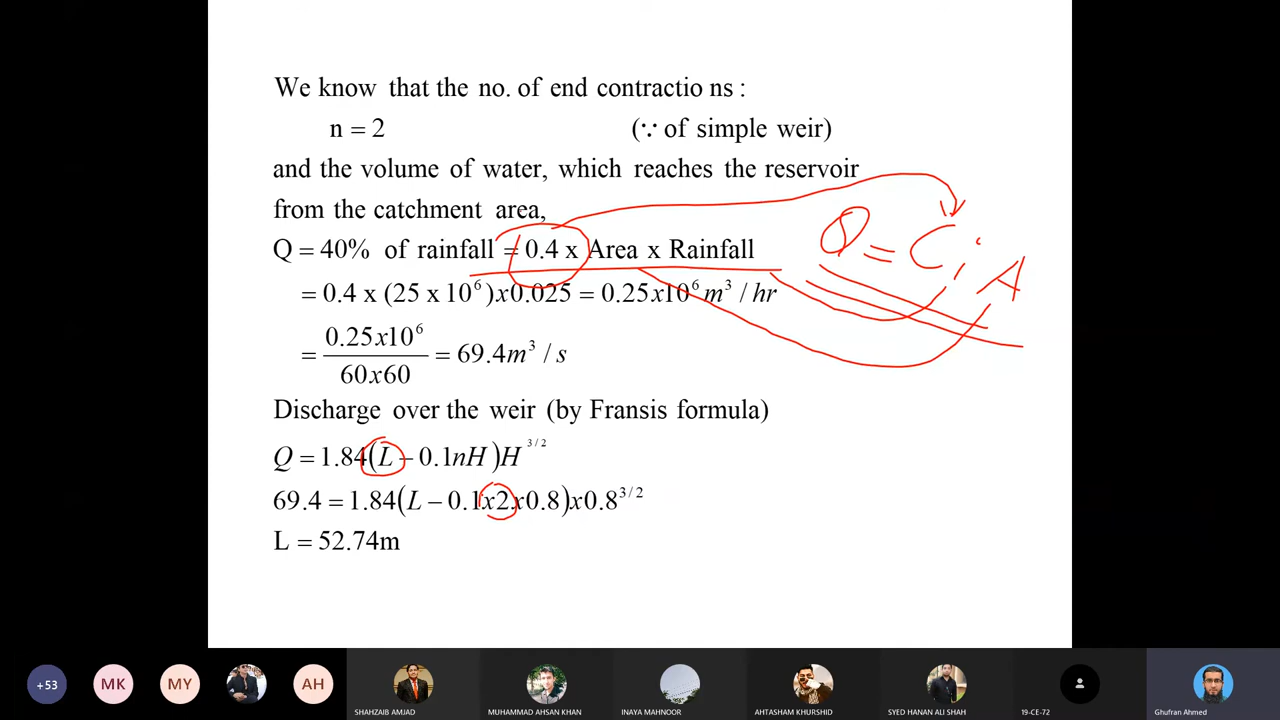 We know that the no. of end contractio ns :
n = 2 (∵ of simple weir)
and the volume of water, which reaches the reservoir
from the catchment area,
Q = 40% of rainfall = 0.4 x Area x Rainfall
Q = C i A
= 0.4 x (25 x 10⁶ )x0.025 = 0.25x10⁶ m³ / hr
= 0.25x10⁶ / 60x60 = 69.4m³ / s
Discharge over the weir (by Fransis formula)
Q = 1.84(L − 0.1nH)H^3/2
69.4 = 1.84(L − 0.1x2x0.8)x0.8^3/2
L = 52.74m
+53 MK MY AH
SHAHZAIB AMJAD MUHAMMAD AHSAN KHAN INAYA MAHNOOR AHTASHAM KHURSHID SYED HANAN ALI SHAH 19-CE-72 Ghufran Ahmed